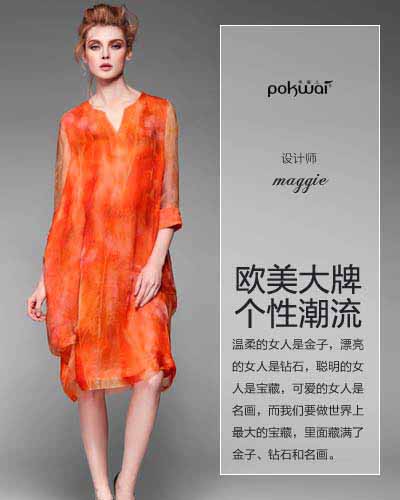 pokwai
设计师
maggie
欧美大牌
个性潮流
温柔的女人是金子，漂亮
的女人是钻石，聪明的女
人是宝藏，可爱的女人是
名画，而我们要做世界上
最大的宝藏，里面藏满了
金子、钻石和名画。